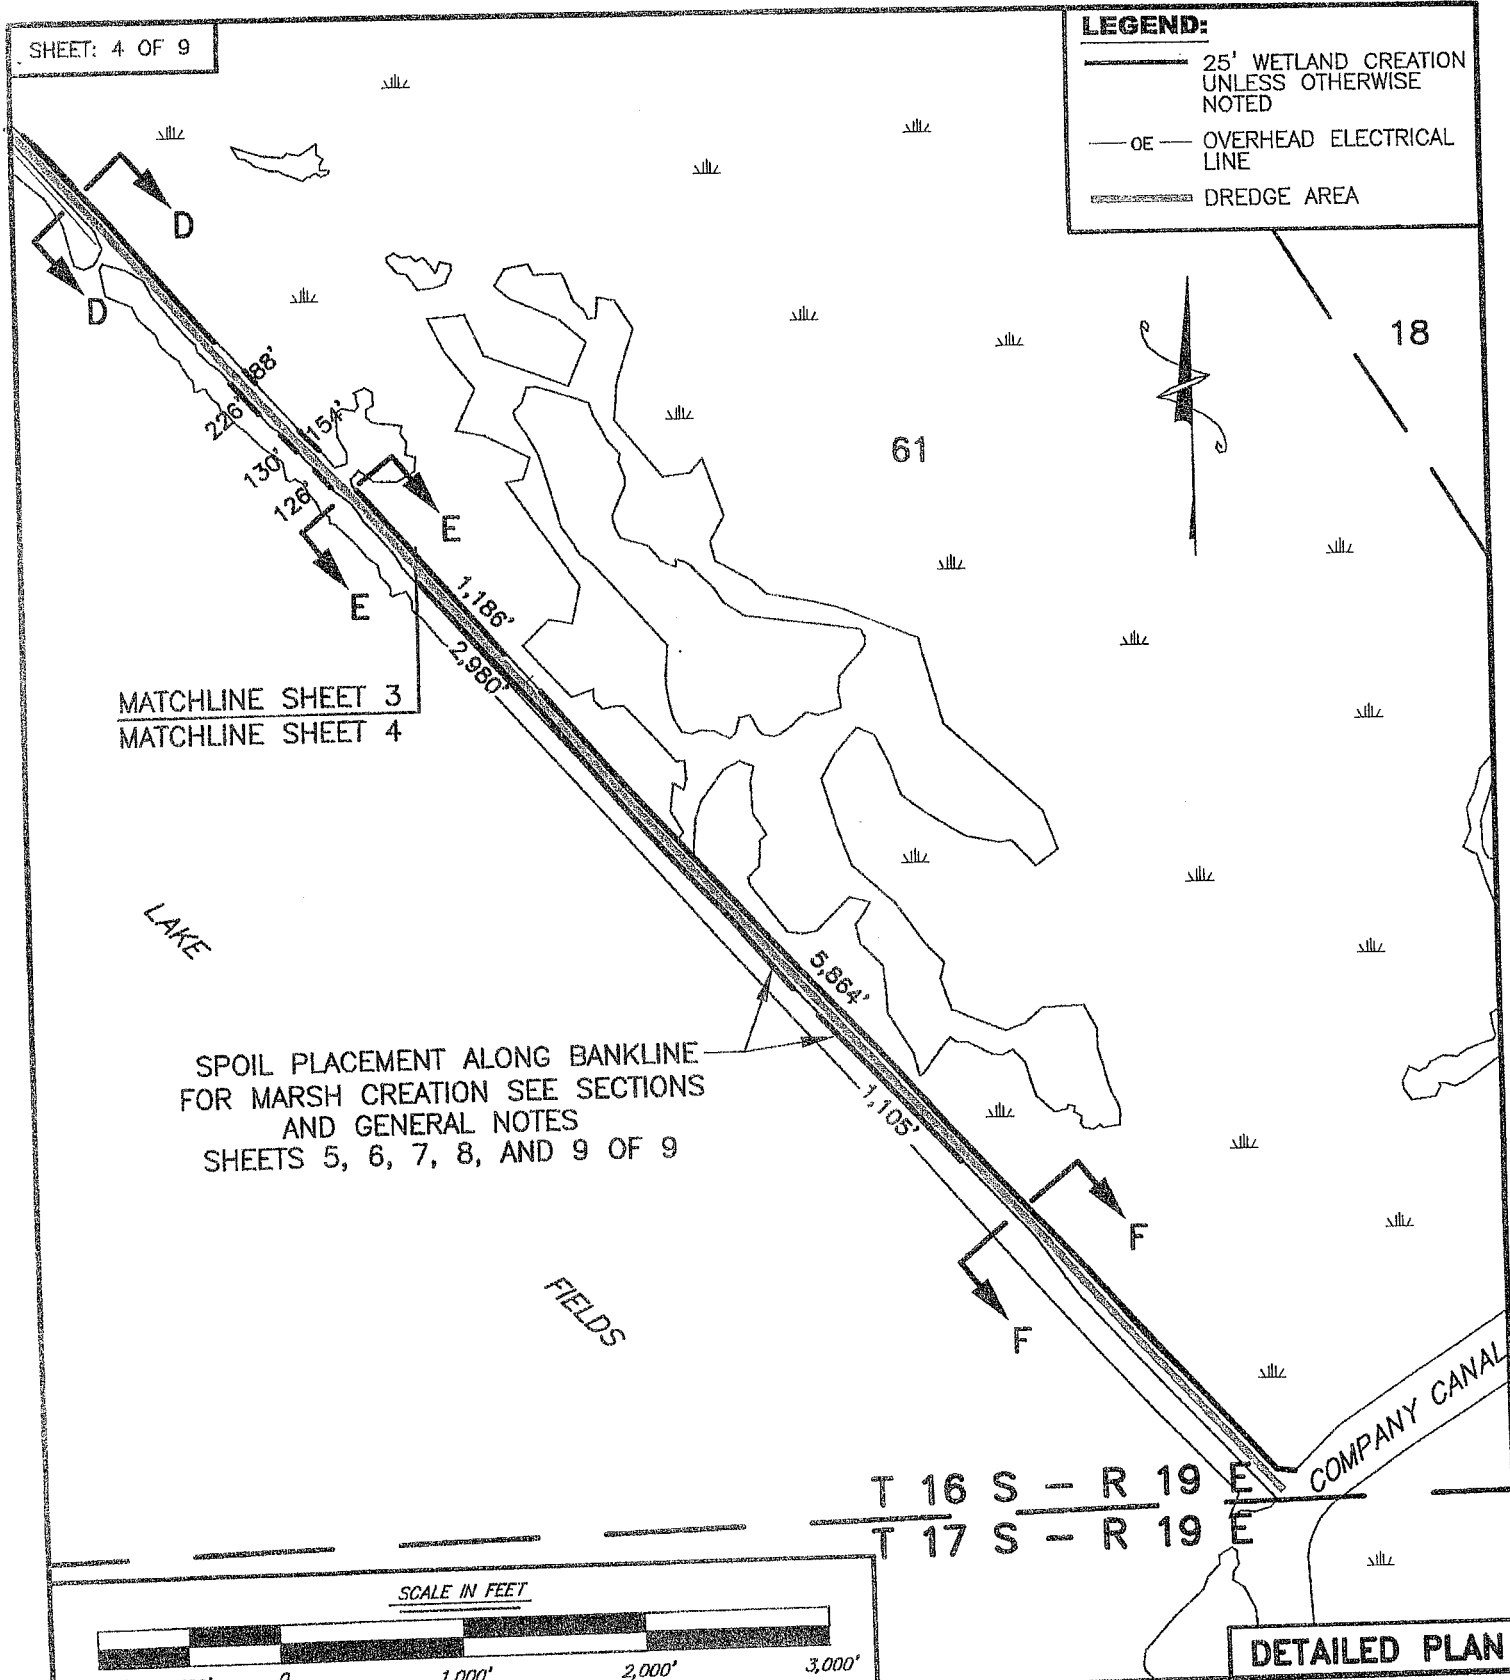 SHEET: 4 OF 9
LEGEND:
25' WETLAND CREATION
UNLESS OTHERWISE
NOTED
OE
OVERHEAD ELECTRICAL
LINE
DREDGE AREA
D
D
18
61
88'
226'
154'
130'
126'
E
E
1,186'
2,980'
MATCHLINE SHEET 3
MATCHLINE SHEET 4
LAKE
5,864'
SPOIL PLACEMENT ALONG BANKLINE
FOR MARSH CREATION SEE SECTIONS
AND GENERAL NOTES
SHEETS 5, 6, 7, 8, AND 9 OF 9
1,105'
F
F
FIELDS
COMPANY CANAL
T 16 S - R 19 E
T 17 S - R 19 E
SCALE IN FEET
0 1,000' 2,000' 3,000'
DETAILED PLAN